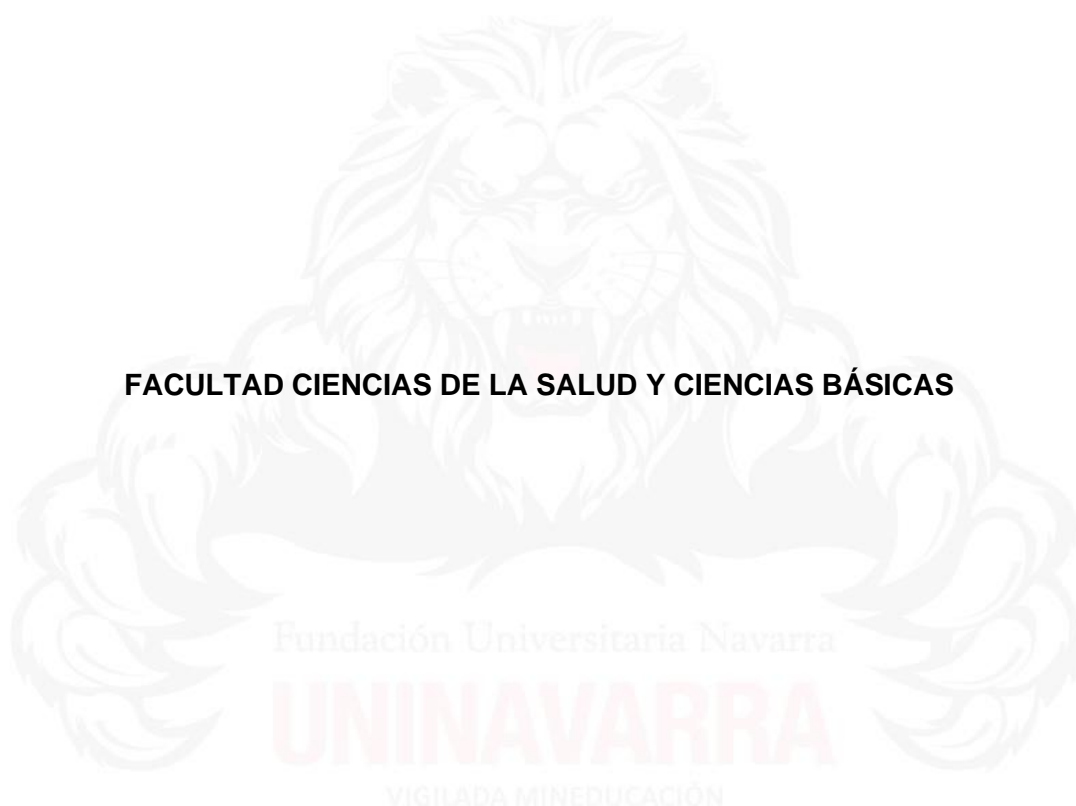 FACULTAD CIENCIAS DE LA SALUD Y CIENCIAS BÁSICAS
Fundación Universitaria Navarra
UNINAVARRA
VIGILADA MINEDUCACIÓN